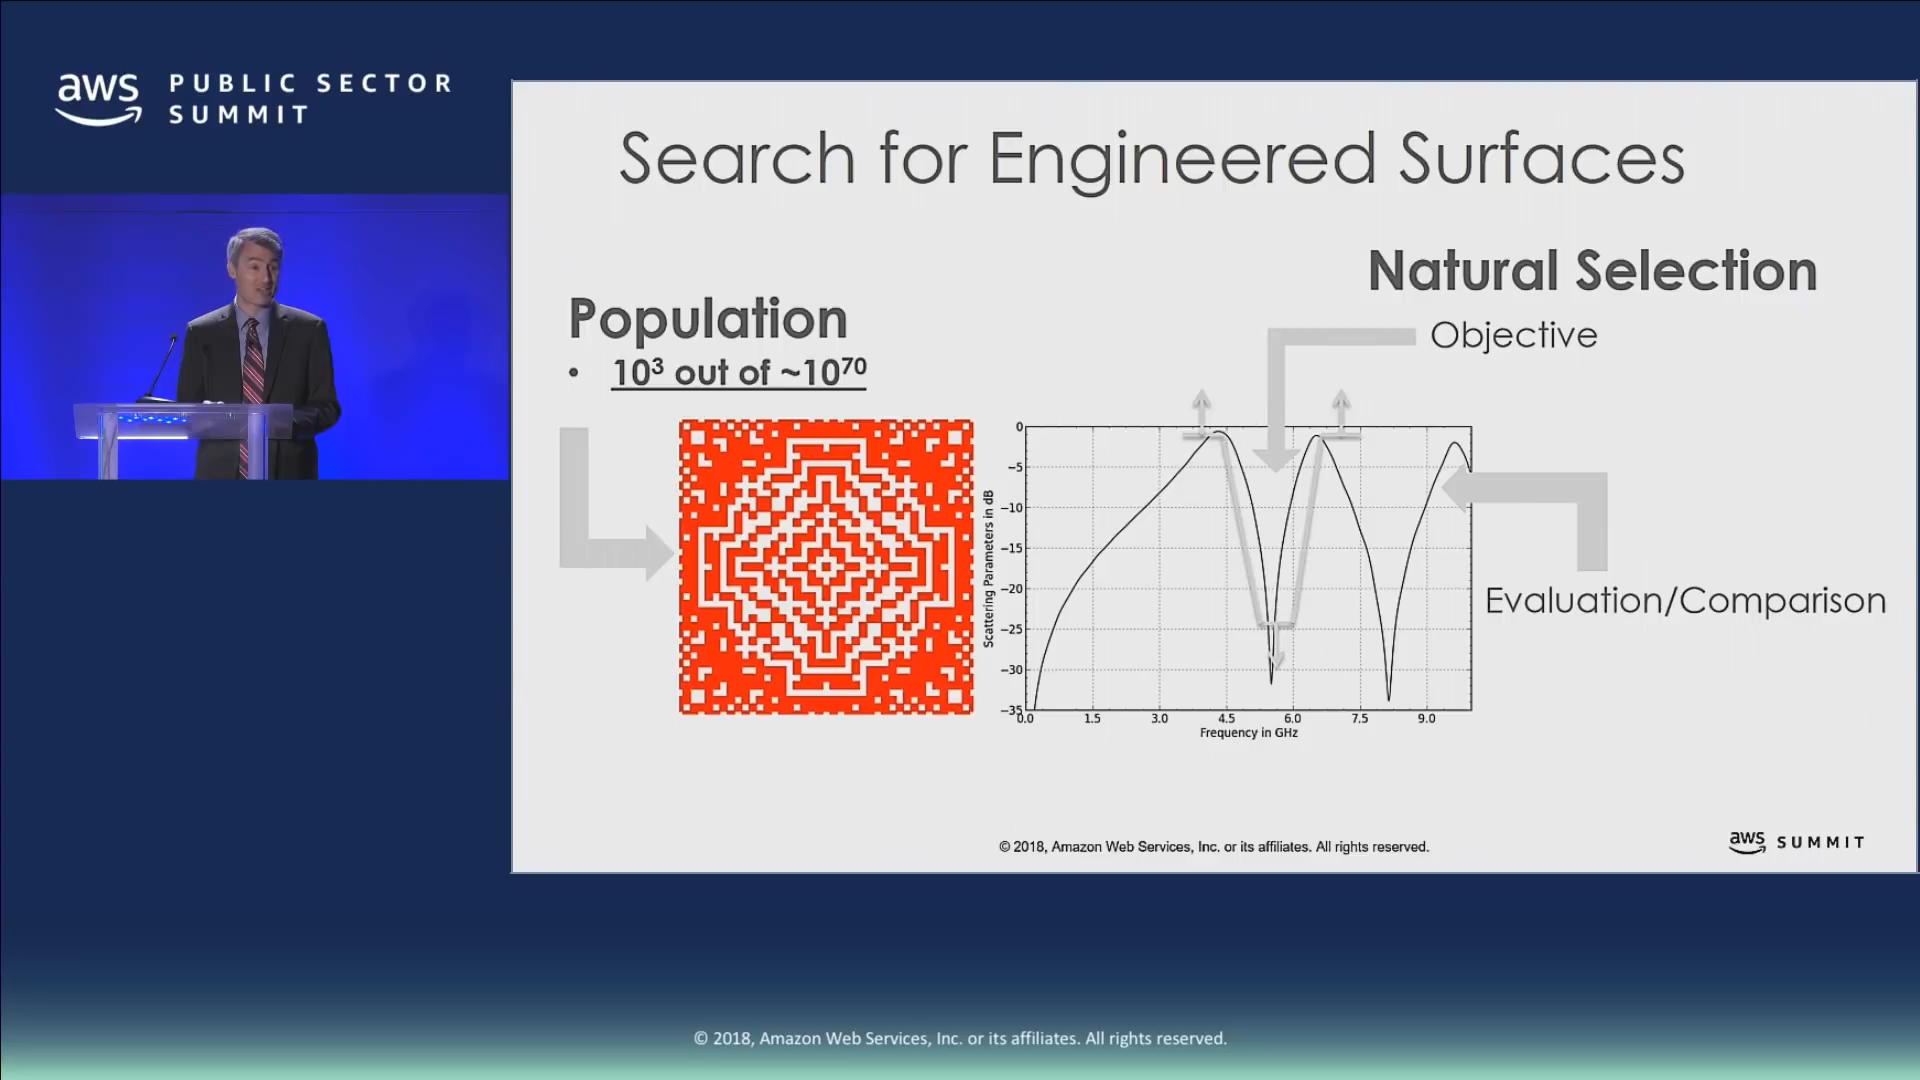 aws PUBLIC SECTOR
SUMMIT
Search for Engineered Surfaces
Natural Selection
Objective
Population
• 10³ out of ~10⁷⁰
0
−5
−10
−15
−20
−25
−30
−35
Scattering Parameters in dB
0.0 1.5 3.0 4.5 6.0 7.5 9.0
Frequency in GHz
Evaluation/Comparison
© 2018, Amazon Web Services, Inc. or its affiliates. All rights reserved.
aws SUMMIT
© 2018, Amazon Web Services, Inc. or its affiliates. All rights reserved.